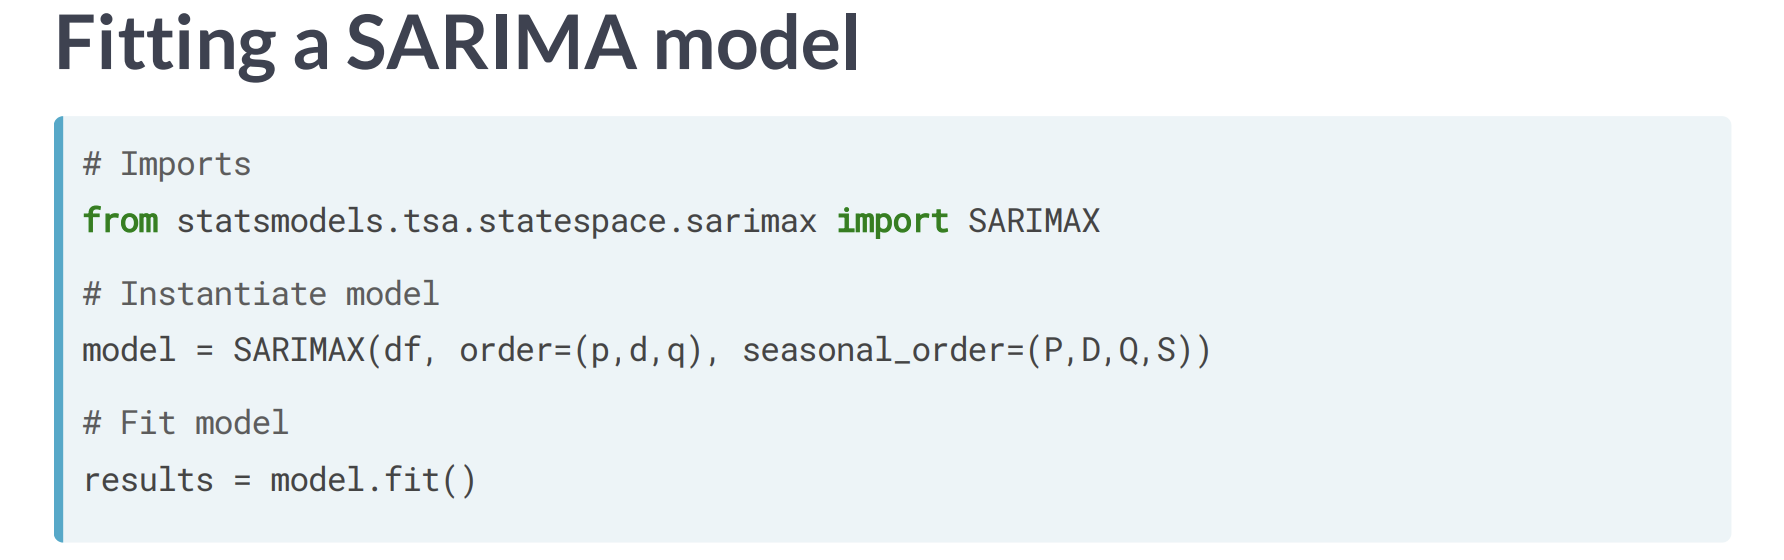 Fitting a SARIMA model
# Imports
from statsmodels.tsa.statespace.sarimax import SARIMAX
# Instantiate model
model = SARIMAX(df, order=(p,d,q), seasonal_order=(P,D,Q,S))
# Fit model
results = model.fit()